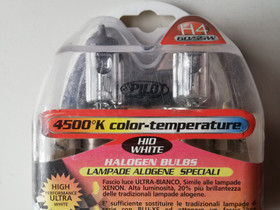 H4
60/55W
PILOT
4500°K color-temperature
HID
WHITE
HALOGEN BULBS
LAMPADE ALOGENE SPECIALI
Fascio luce ULTRA-BIANCO, Simile alle lampade
XENON. Alta luminosità, 20% più brillantezza
delle tradizionali lampade alogene.
HIGH
PERFORMANCE
ULTRA
WHITE
E' sufficiente sostituire le tradizionali lampade di